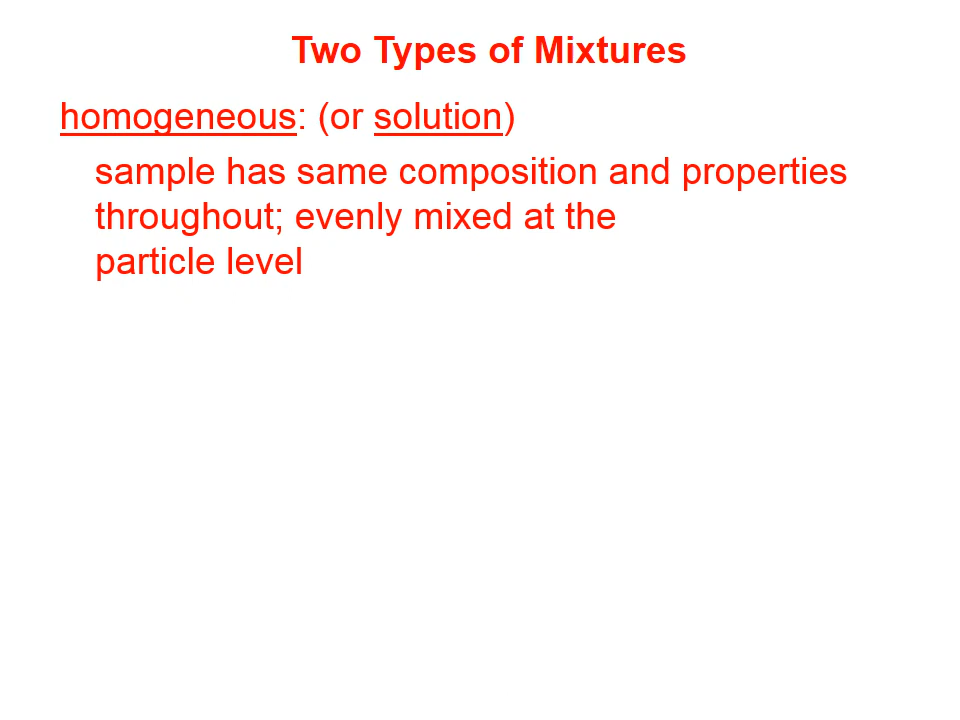 Two Types of Mixtures
homogeneous: (or solution)
sample has same composition and properties
throughout; evenly mixed at the
particle level